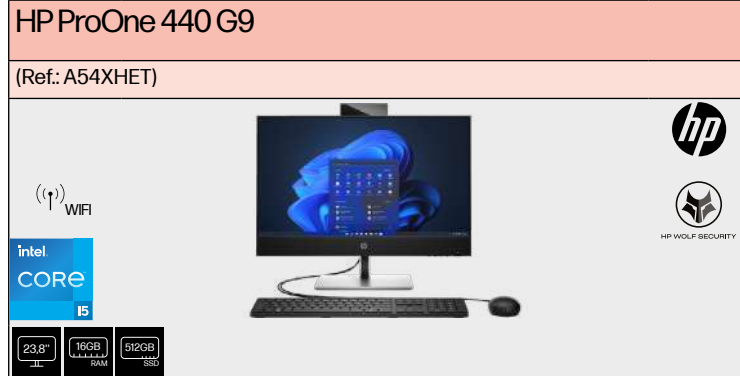 HP ProOne 440 G9
(Ref.: A54XHET)
hp
WIFI
HP WOLF SECURITY
intel.
CORE
i5
23,8"
16GB
RAM
512GB
SSD